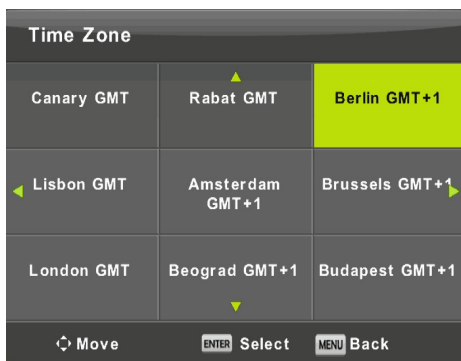 Time Zone
Canary GMT
Rabat GMT
Berlin GMT+1
Lisbon GMT
Amsterdam
GMT+1
Brussels GMT+1
London GMT
Beograd GMT+1
Budapest GMT+1
Move
ENTER Select
MENU Back